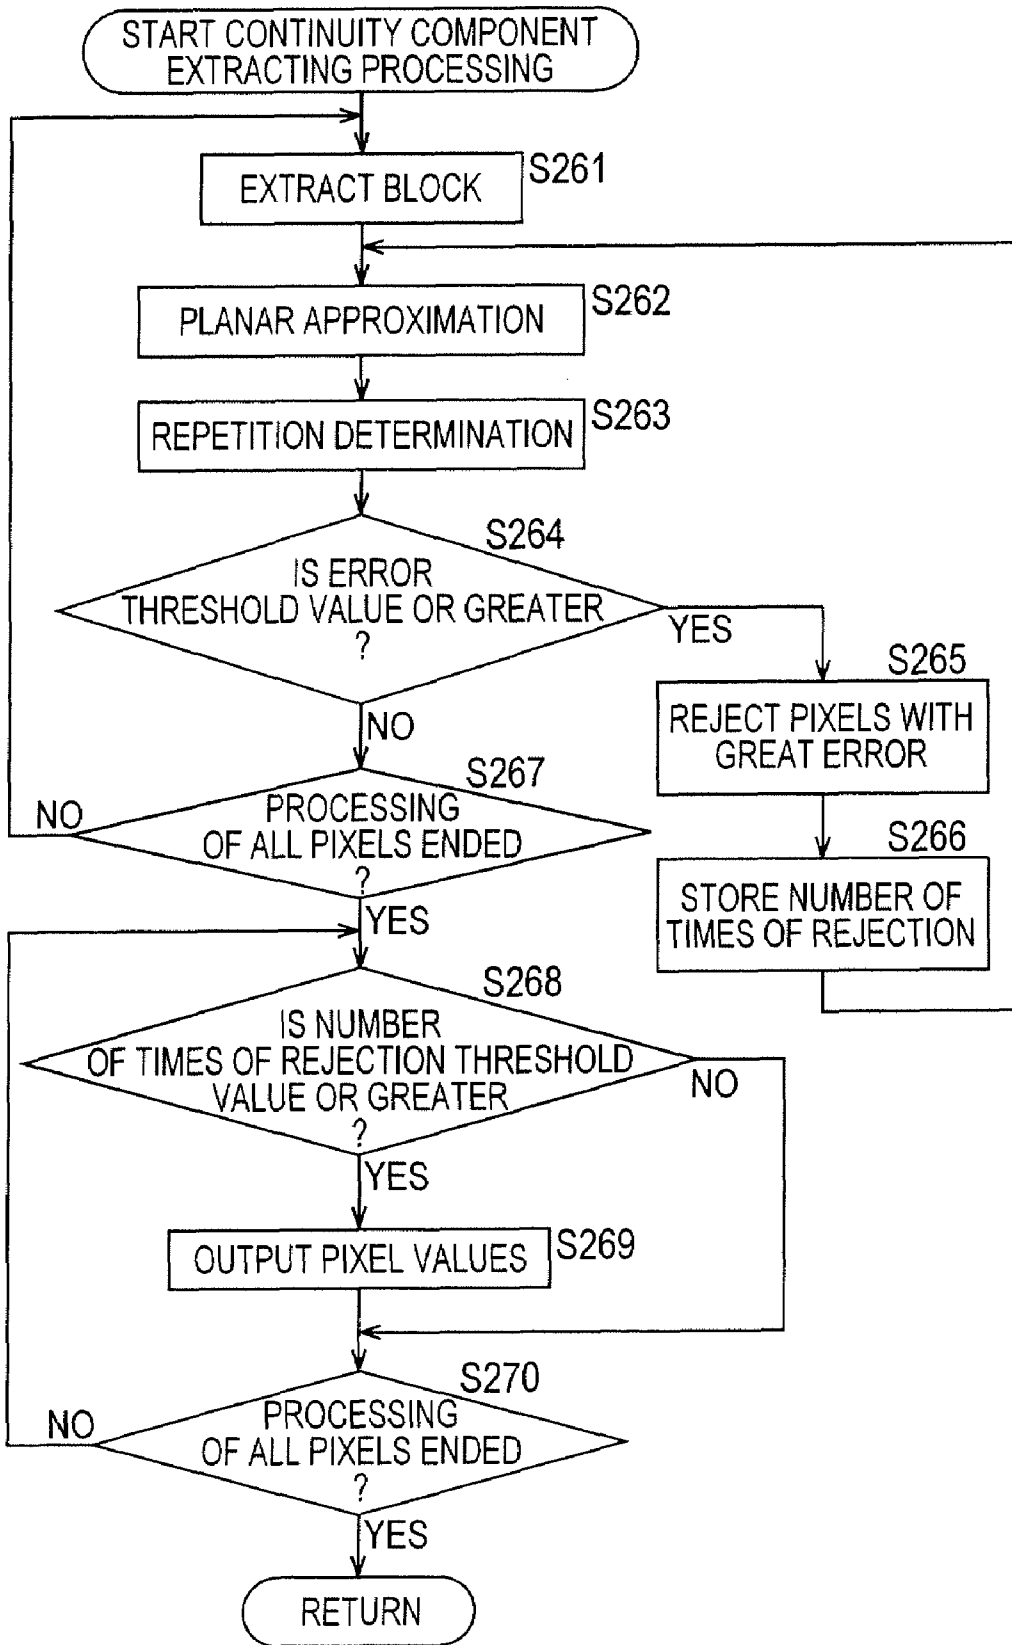 START CONTINUITY COMPONENT
EXTRACTING PROCESSING
S261
EXTRACT BLOCK
S262
PLANAR APPROXIMATION
S263
REPETITION DETERMINATION
S264
IS ERROR
THRESHOLD VALUE OR GREATER
?
YES
NO
S265
REJECT PIXELS WITH
GREAT ERROR
S266
STORE NUMBER OF
TIMES OF REJECTION
S267
PROCESSING
OF ALL PIXELS ENDED
?
NO
YES
S268
IS NUMBER
OF TIMES OF REJECTION THRESHOLD
VALUE OR GREATER
?
NO
YES
S269
OUTPUT PIXEL VALUES
S270
PROCESSING
OF ALL PIXELS ENDED
?
NO
YES
RETURN